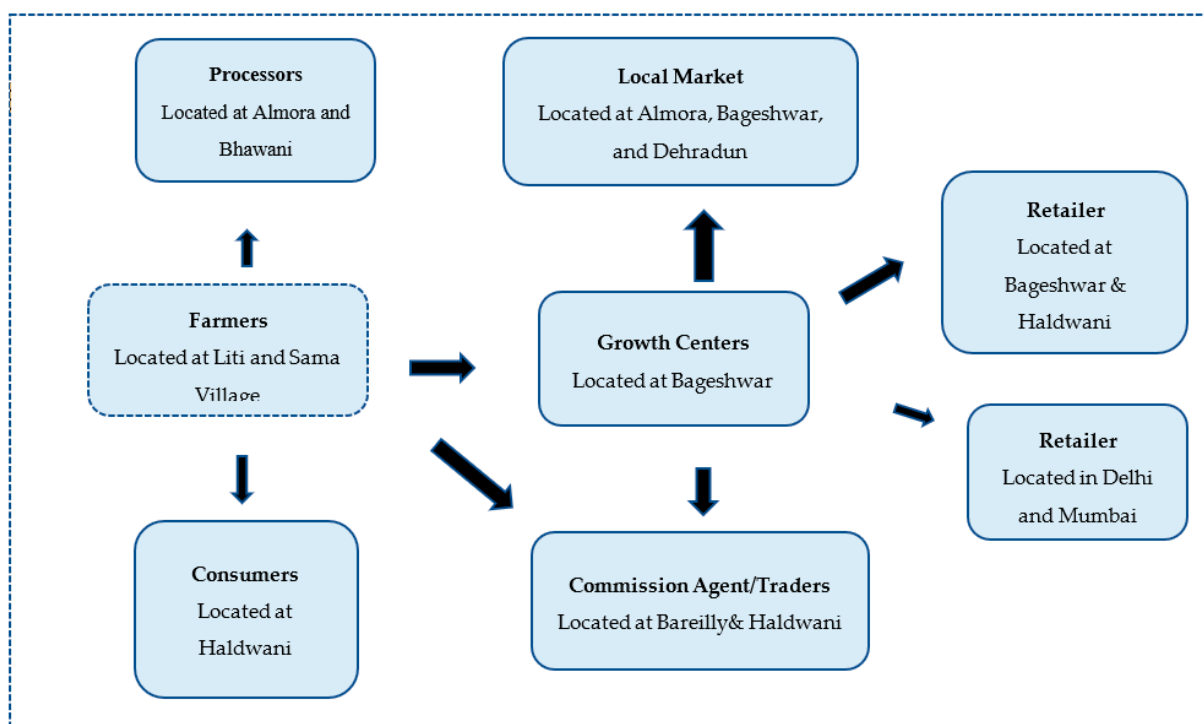 Processors
Located at Almora and
Bhawani
Local Market
Located at Almora, Bageshwar,
and Dehradun
Retailer
Located at
Bageshwar &
Haldwani
Farmers
Located at Liti and Sama
Village
Growth Centers
Located at Bageshwar
Retailer
Located in Delhi
and Mumbai
Consumers
Located at
Haldwani
Commission Agent/Traders
Located at Bareilly& Haldwani